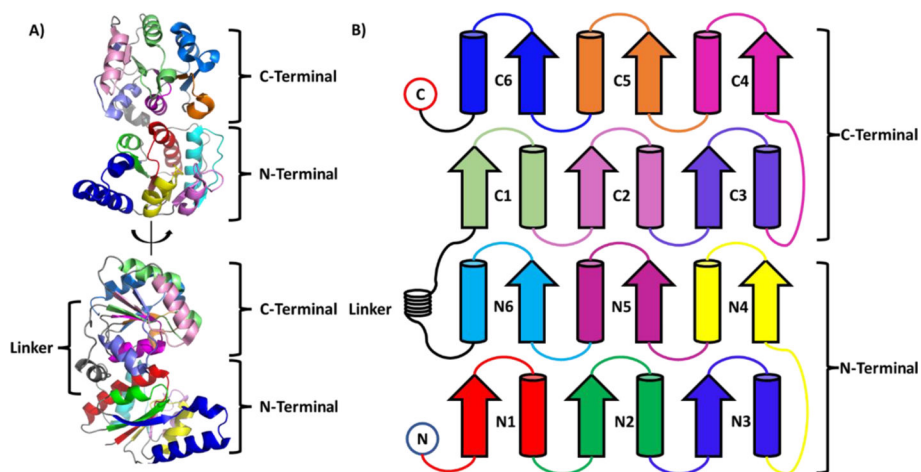 A)
C-Terminal
N-Terminal
C-Terminal
Linker
N-Terminal
B)
C6 C5 C4
C
C-Terminal
C1 C2 C3
N6 N5 N4
Linker
N-Terminal
N1 N2 N3
N